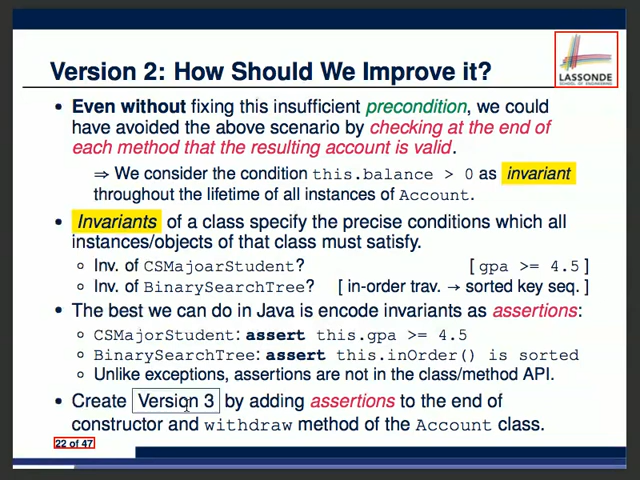 Version 2: How Should We Improve it?
LASSONDE
SCHOOL OF ENGINEERING
• Even without fixing this insufficient precondition, we could
have avoided the above scenario by checking at the end of
each method that the resulting account is valid.
⇒ We consider the condition this.balance > 0 as invariant
throughout the lifetime of all instances of Account.
• Invariants of a class specify the precise conditions which all
instances/objects of that class must satisfy.
◦ Inv. of CSMajoarStudent? [ gpa >= 4.5 ]
◦ Inv. of BinarySearchTree? [ in-order trav. → sorted key seq. ]
• The best we can do in Java is encode invariants as assertions:
◦ CSMajorStudent: assert this.gpa >= 4.5
◦ BinarySearchTree: assert this.inOrder() is sorted
◦ Unlike exceptions, assertions are not in the class/method API.
• Create Version 3 by adding assertions to the end of
constructor and withdraw method of the Account class.
22 of 47